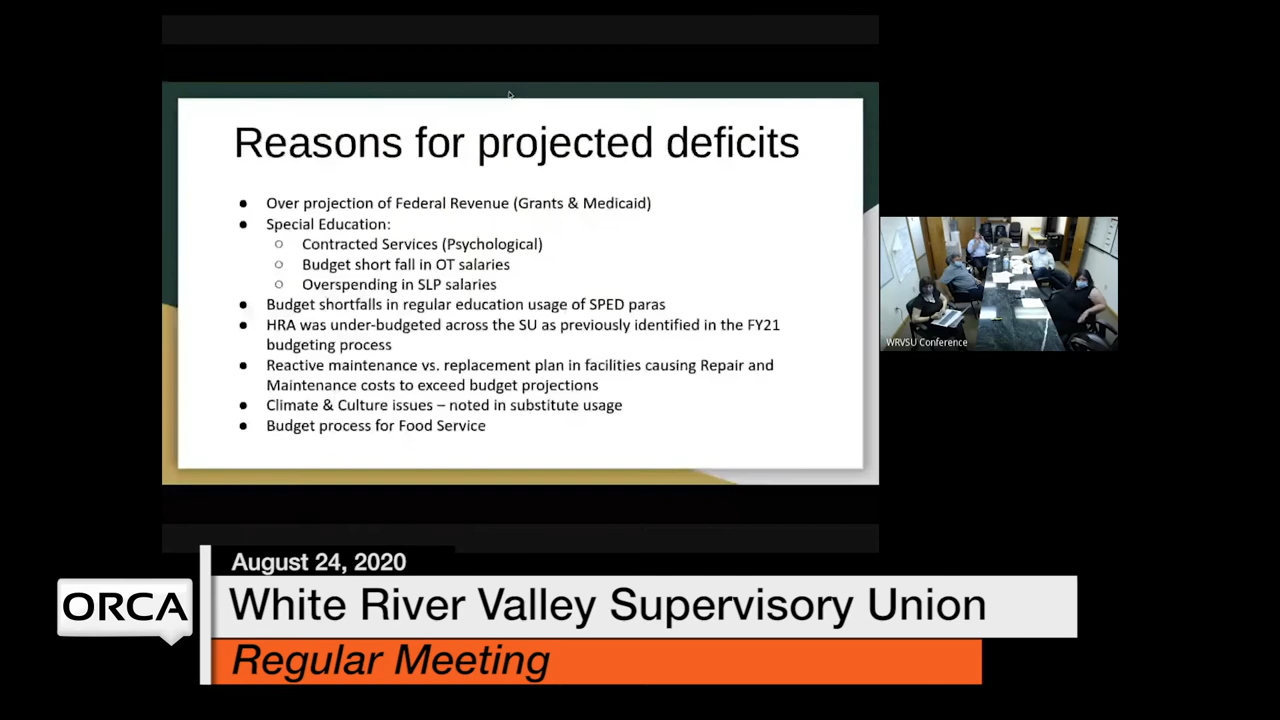 Reasons for projected deficits
● Over projection of Federal Revenue (Grants & Medicaid)
● Special Education:
○ Contracted Services (Psychological)
○ Budget short fall in OT salaries
○ Overspending in SLP salaries
● Budget shortfalls in regular education usage of SPED paras
● HRA was under-budgeted across the SU as previously identified in the FY21
budgeting process
● Reactive maintenance vs. replacement plan in facilities causing Repair and
Maintenance costs to exceed budget projections
● Climate & Culture issues – noted in substitute usage
● Budget process for Food Service
WRVSU Conference
August 24, 2020
ORCA
White River Valley Supervisory Union
Regular Meeting